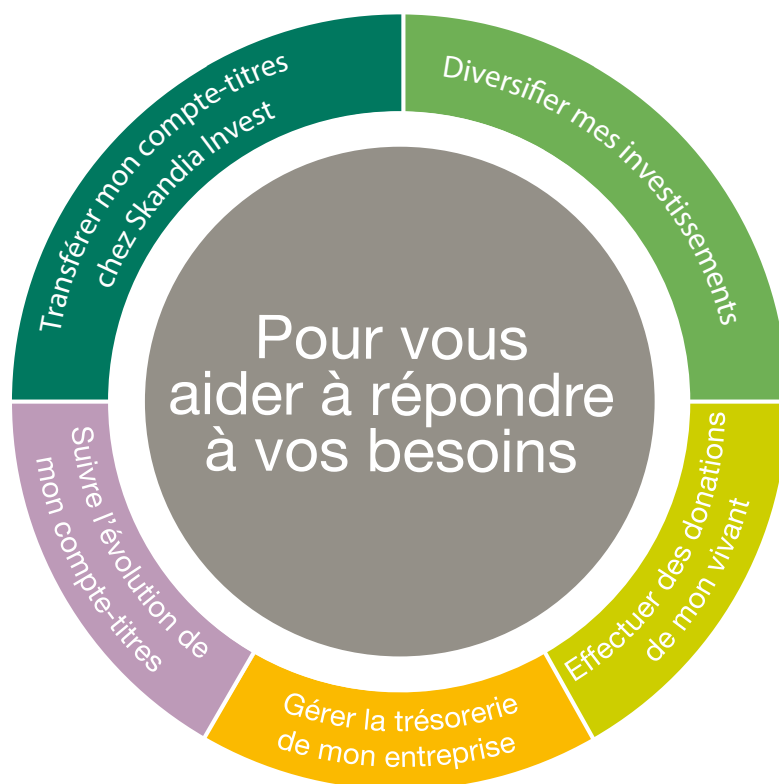 Pour vous
aider à répondre
à vos besoins
Transférer mon compte-titres
chez Skandia Invest
Diversifier mes investissements
Effectuer des donations
de mon vivant
Gérer la trésorerie
de mon entreprise
Suivre l'évolution de
mon compte-titres